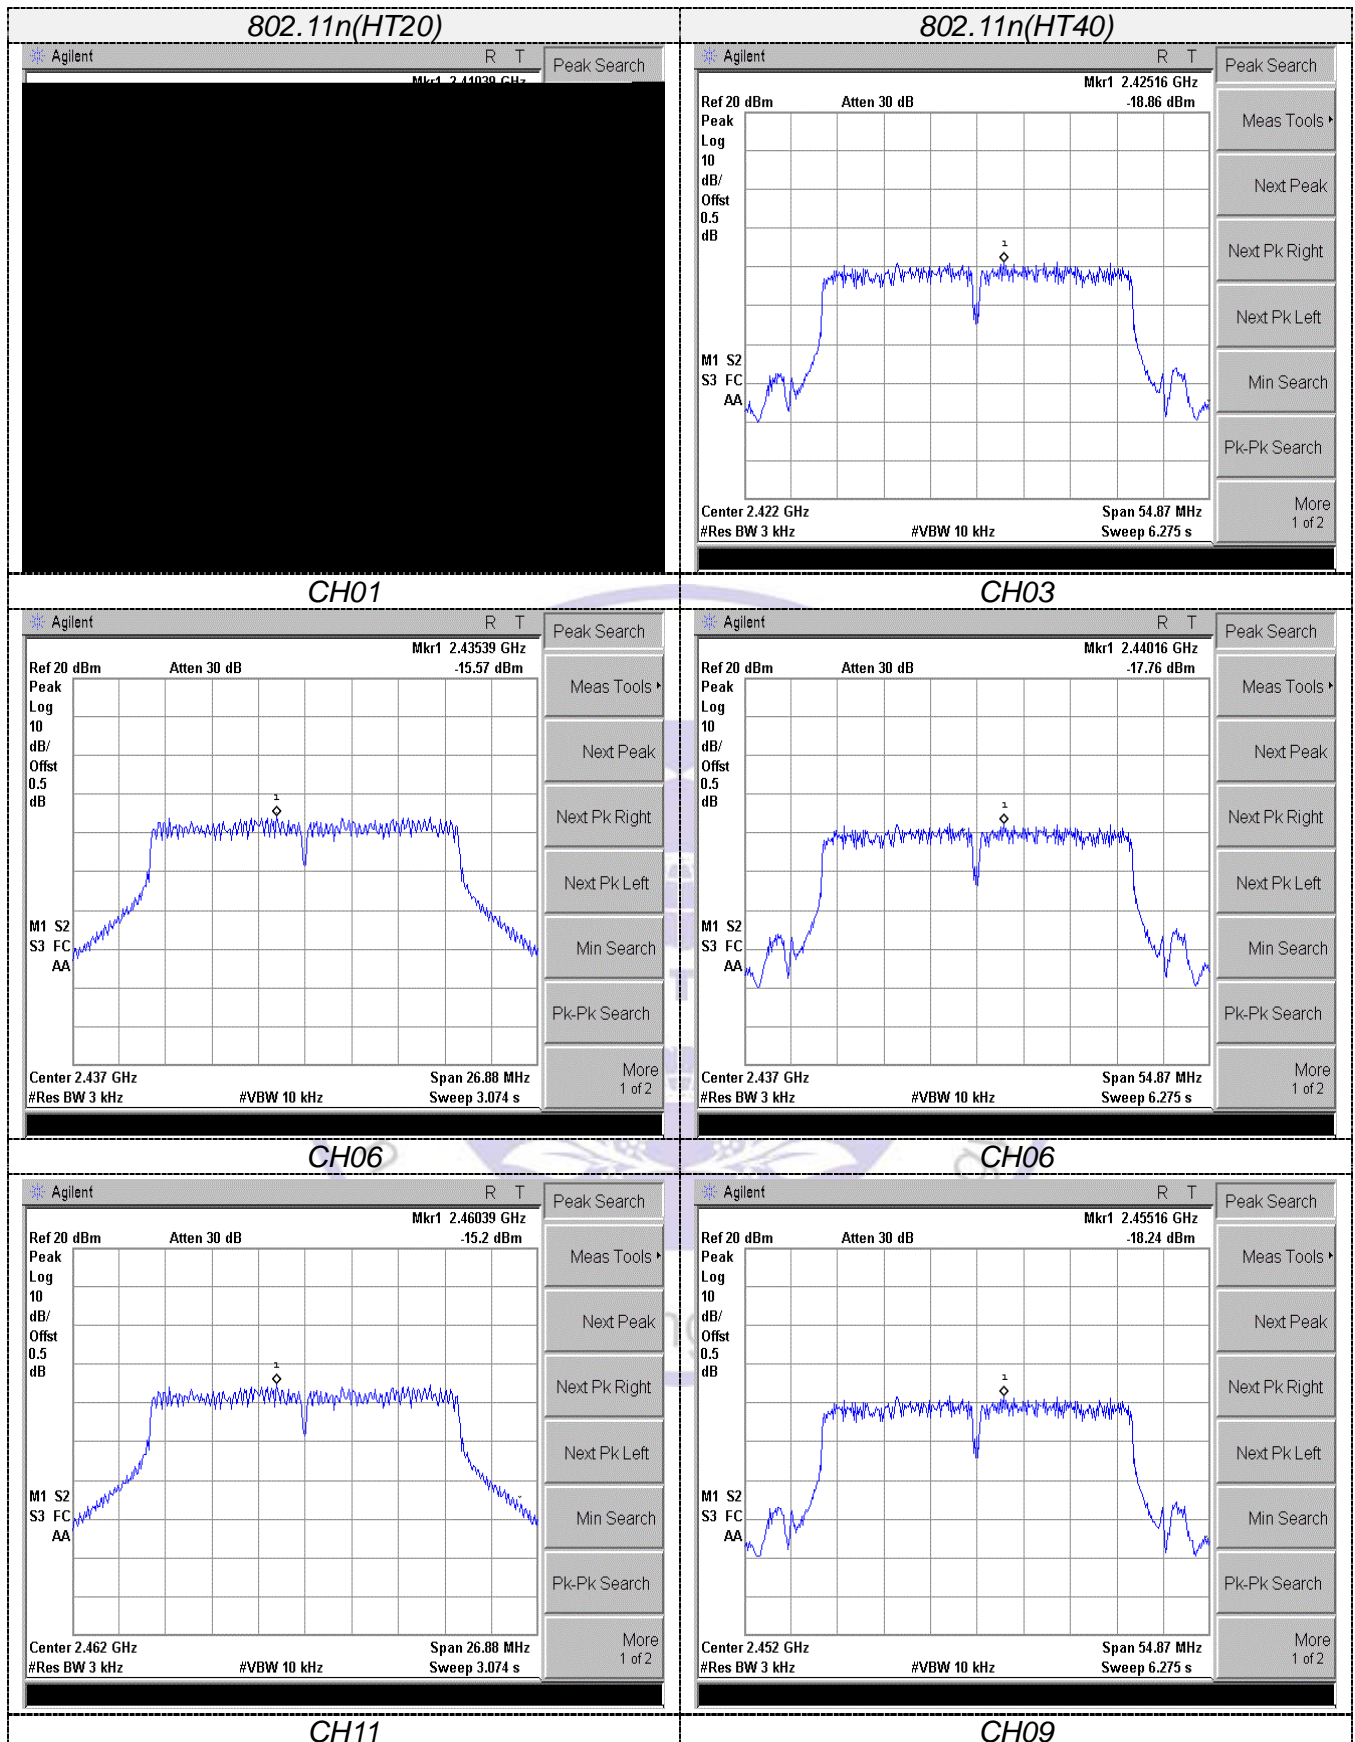 802.11n(HT20)
802.11n(HT40)
Agilent
R T
Peak Search
Mkr1 2.41039 GHz
Agilent
R T
Peak Search
Mkr1 2.42516 GHz
Ref 20 dBm Atten 30 dB -18.86 dBm
Peak
Log
10
dB/
Offst
0.5
dB
1
M1 S2
S3 FC
AA
Center 2.422 GHz Span 54.87 MHz
#Res BW 3 kHz #VBW 10 kHz Sweep 6.275 s
Meas Tools
Next Peak
Next Pk Right
Next Pk Left
Min Search
Pk-Pk Search
More
1 of 2
CH01
CH03
Agilent
R T
Peak Search
Mkr1 2.43539 GHz
Ref 20 dBm Atten 30 dB -15.57 dBm
Peak
Log
10
dB/
Offst
0.5
dB
1
M1 S2
S3 FC
AA
Center 2.437 GHz Span 26.88 MHz
#Res BW 3 kHz #VBW 10 kHz Sweep 3.074 s
Meas Tools
Next Peak
Next Pk Right
Next Pk Left
Min Search
Pk-Pk Search
More
1 of 2
Agilent
R T
Peak Search
Mkr1 2.44016 GHz
Ref 20 dBm Atten 30 dB -17.76 dBm
Peak
Log
10
dB/
Offst
0.5
dB
1
M1 S2
S3 FC
AA
Center 2.437 GHz Span 54.87 MHz
#Res BW 3 kHz #VBW 10 kHz Sweep 6.275 s
Meas Tools
Next Peak
Next Pk Right
Next Pk Left
Min Search
Pk-Pk Search
More
1 of 2
CH06
CH06
Agilent
R T
Peak Search
Mkr1 2.46039 GHz
Ref 20 dBm Atten 30 dB -15.2 dBm
Peak
Log
10
dB/
Offst
0.5
dB
1
M1 S2
S3 FC
AA
Center 2.462 GHz Span 26.88 MHz
#Res BW 3 kHz #VBW 10 kHz Sweep 3.074 s
Meas Tools
Next Peak
Next Pk Right
Next Pk Left
Min Search
Pk-Pk Search
More
1 of 2
Agilent
R T
Peak Search
Mkr1 2.45516 GHz
Ref 20 dBm Atten 30 dB -18.24 dBm
Peak
Log
10
dB/
Offst
0.5
dB
1
M1 S2
S3 FC
AA
Center 2.452 GHz Span 54.87 MHz
#Res BW 3 kHz #VBW 10 kHz Sweep 6.275 s
Meas Tools
Next Peak
Next Pk Right
Next Pk Left
Min Search
Pk-Pk Search
More
1 of 2
CH11
CH09